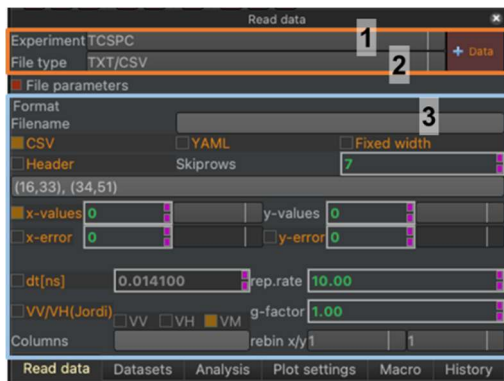 Read data
Experiment TCSPC 1
File type TXT/CSV 2
+ Data
File parameters
Format
Filename 3
CSV YAML Fixed width
Header Skiprows 7
(16,33), (34,51)
x-values 0 y-values 0
x-error 0 y-error 0
dt[ns] 0.014100 rep.rate 10.00
VV/VH(Jordi) VV VH VM g-factor 1.00
Columns rebin x/y 1 1
Read data Datasets Analysis Plot settings Macro History